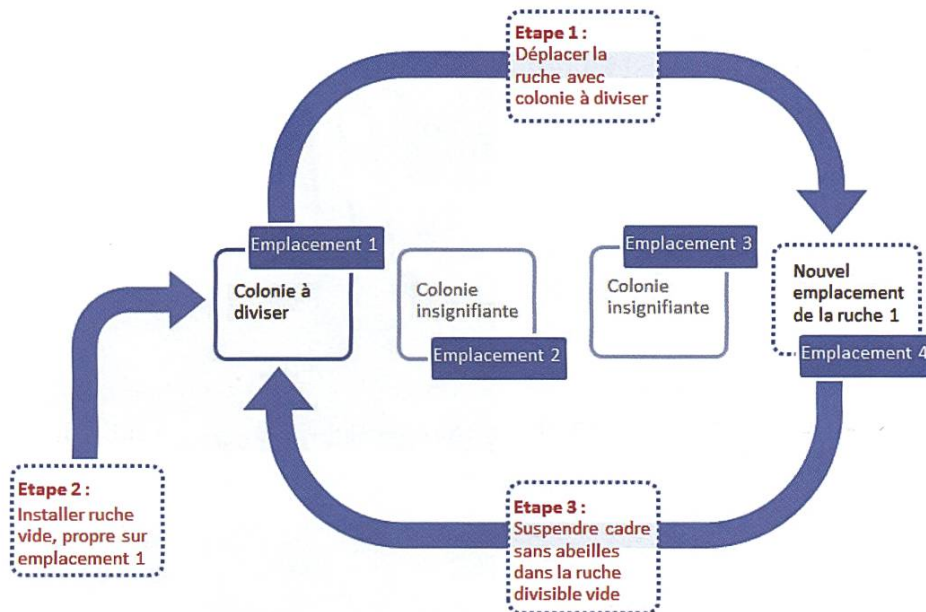 Etape 1 :
Déplacer la
ruche avec
colonie à diviser
Emplacement 1
Colonie à
diviser
Colonie
insignifiante
Emplacement 2
Emplacement 3
Colonie
insignifiante
Nouvel
emplacement
de la ruche 1
Emplacement 4
Etape 2 :
Installer ruche
vide, propre sur
emplacement 1
Etape 3 :
Suspendre cadre
sans abeilles
dans la ruche
divisible vide